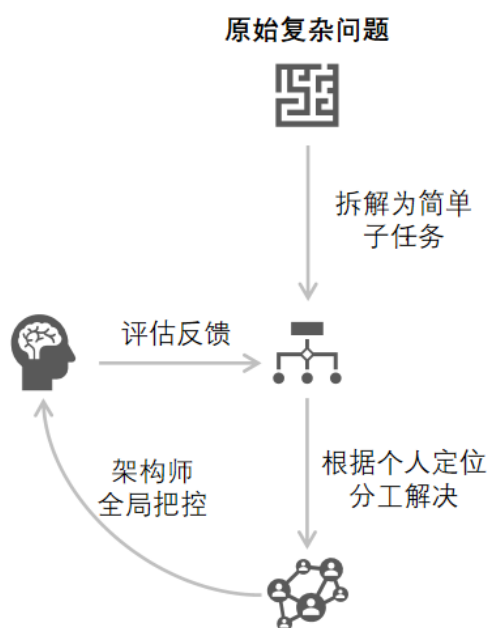 原始复杂问题
拆解为简单
子任务
评估反馈
架构师
全局把控
根据个人定位
分工解决